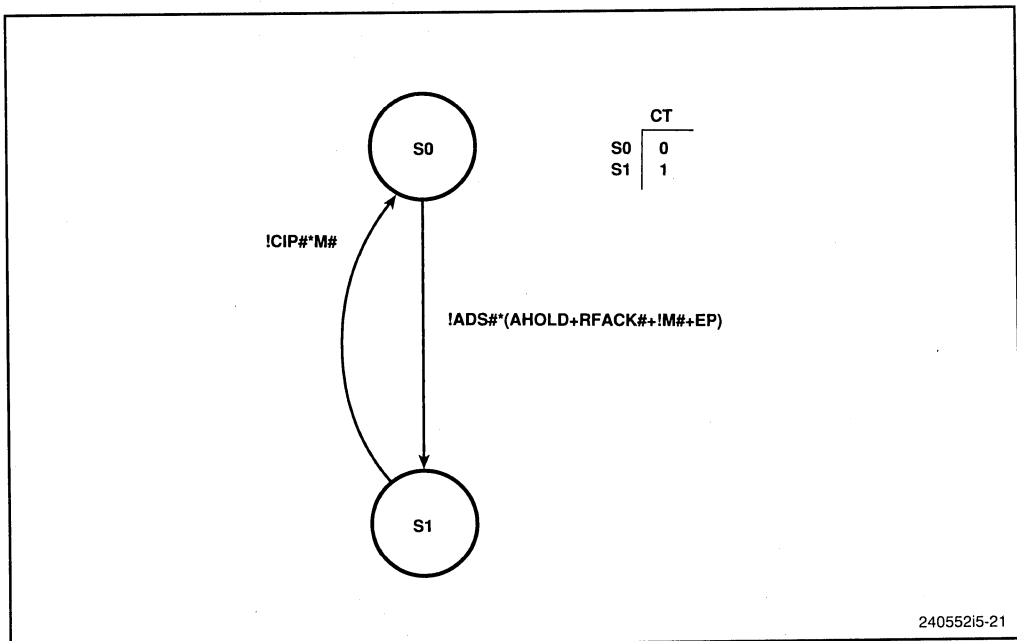 S0
CT
S0 0
S1 1
!CIP#*M#
!ADS#*(AHOLD+RFACK#+!M#+EP)
S1
240552i5-21